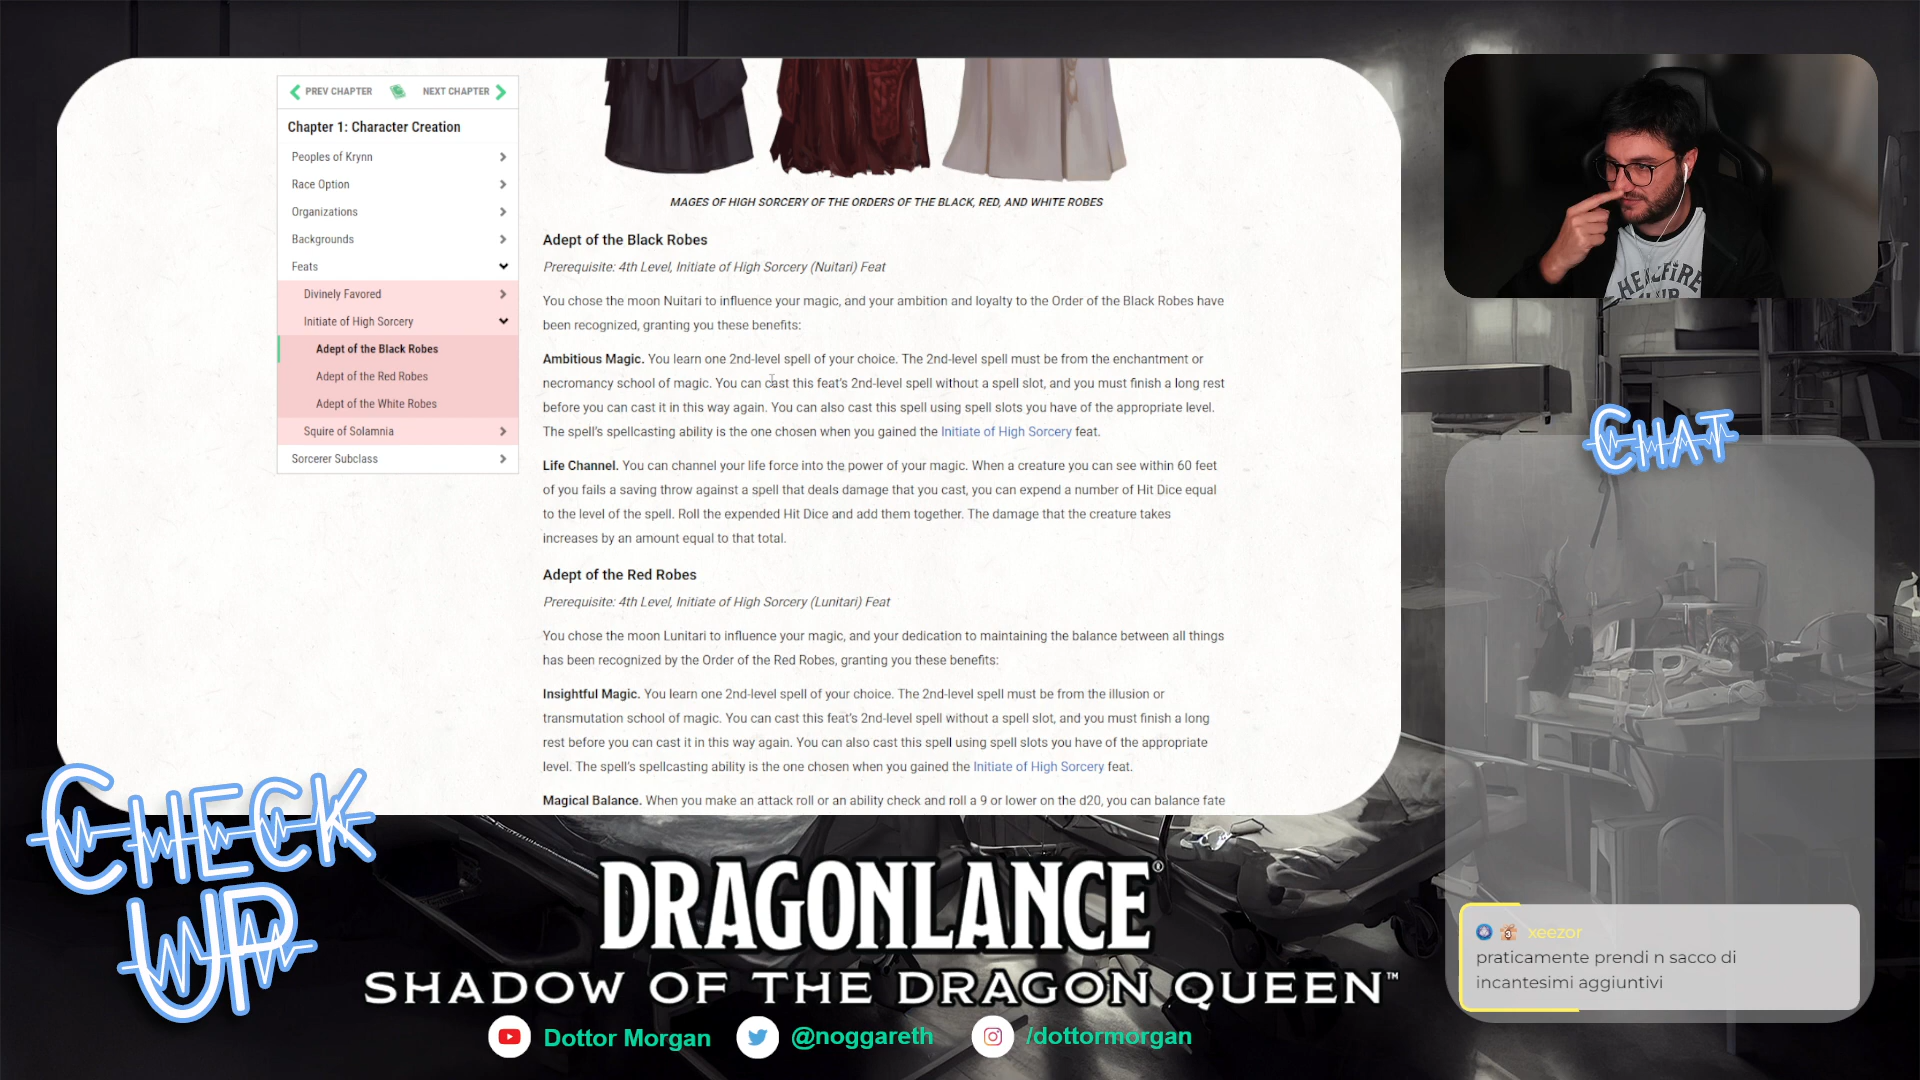 PREV CHAPTER
NEXT CHAPTER
Chapter 1: Character Creation
Peoples of Krynn
Race Option
Organizations
Backgrounds
Feats
Divinely Favored
Initiate of High Sorcery
Adept of the Black Robes
Adept of the Red Robes
Adept of the White Robes
Squire of Solamnia
Sorcerer Subclass
MAGES OF HIGH SORCERY OF THE ORDERS OF THE BLACK, RED, AND WHITE ROBES
Adept of the Black Robes
Prerequisite: 4th Level, Initiate of High Sorcery (Nuitari) Feat
You chose the moon Nuitari to influence your magic, and your ambition and loyalty to the Order of the Black Robes have
been recognized, granting you these benefits:
Ambitious Magic. You learn one 2nd-level spell of your choice. The 2nd-level spell must be from the enchantment or
necromancy school of magic. You can cast this feat's 2nd-level spell without a spell slot, and you must finish a long rest
before you can cast it in this way again. You can also cast this spell using spell slots you have of the appropriate level.
The spell's spellcasting ability is the one chosen when you gained the Initiate of High Sorcery feat.
Life Channel. You can channel your life force into the power of your magic. When a creature you can see within 60 feet
of you fails a saving throw against a spell that deals damage that you cast, you can expend a number of Hit Dice equal
to the level of the spell. Roll the expended Hit Dice and add them together. The damage that the creature takes
increases by an amount equal to that total.
Adept of the Red Robes
Prerequisite: 4th Level, Initiate of High Sorcery (Lunitari) Feat
You chose the moon Lunitari to influence your magic, and your dedication to maintaining the balance between all things
has been recognized by the Order of the Red Robes, granting you these benefits:
Insightful Magic. You learn one 2nd-level spell of your choice. The 2nd-level spell must be from the illusion or
transmutation school of magic. You can cast this feat's 2nd-level spell without a spell slot, and you must finish a long
rest before you can cast it in this way again. You can also cast this spell using spell slots you have of the appropriate
level. The spell's spellcasting ability is the one chosen when you gained the Initiate of High Sorcery feat.
Magical Balance. When you make an attack roll or an ability check and roll a 9 or lower on the d20, you can balance fate
HELLFIRE
CLUB
CHAT
xeezor
praticamente prendi n sacco di
incantesimi aggiuntivi
CHECK
UP
DRAGONLANCE®
SHADOW OF THE DRAGON QUEEN™
Dottor Morgan
@noggareth
/dottormorgan